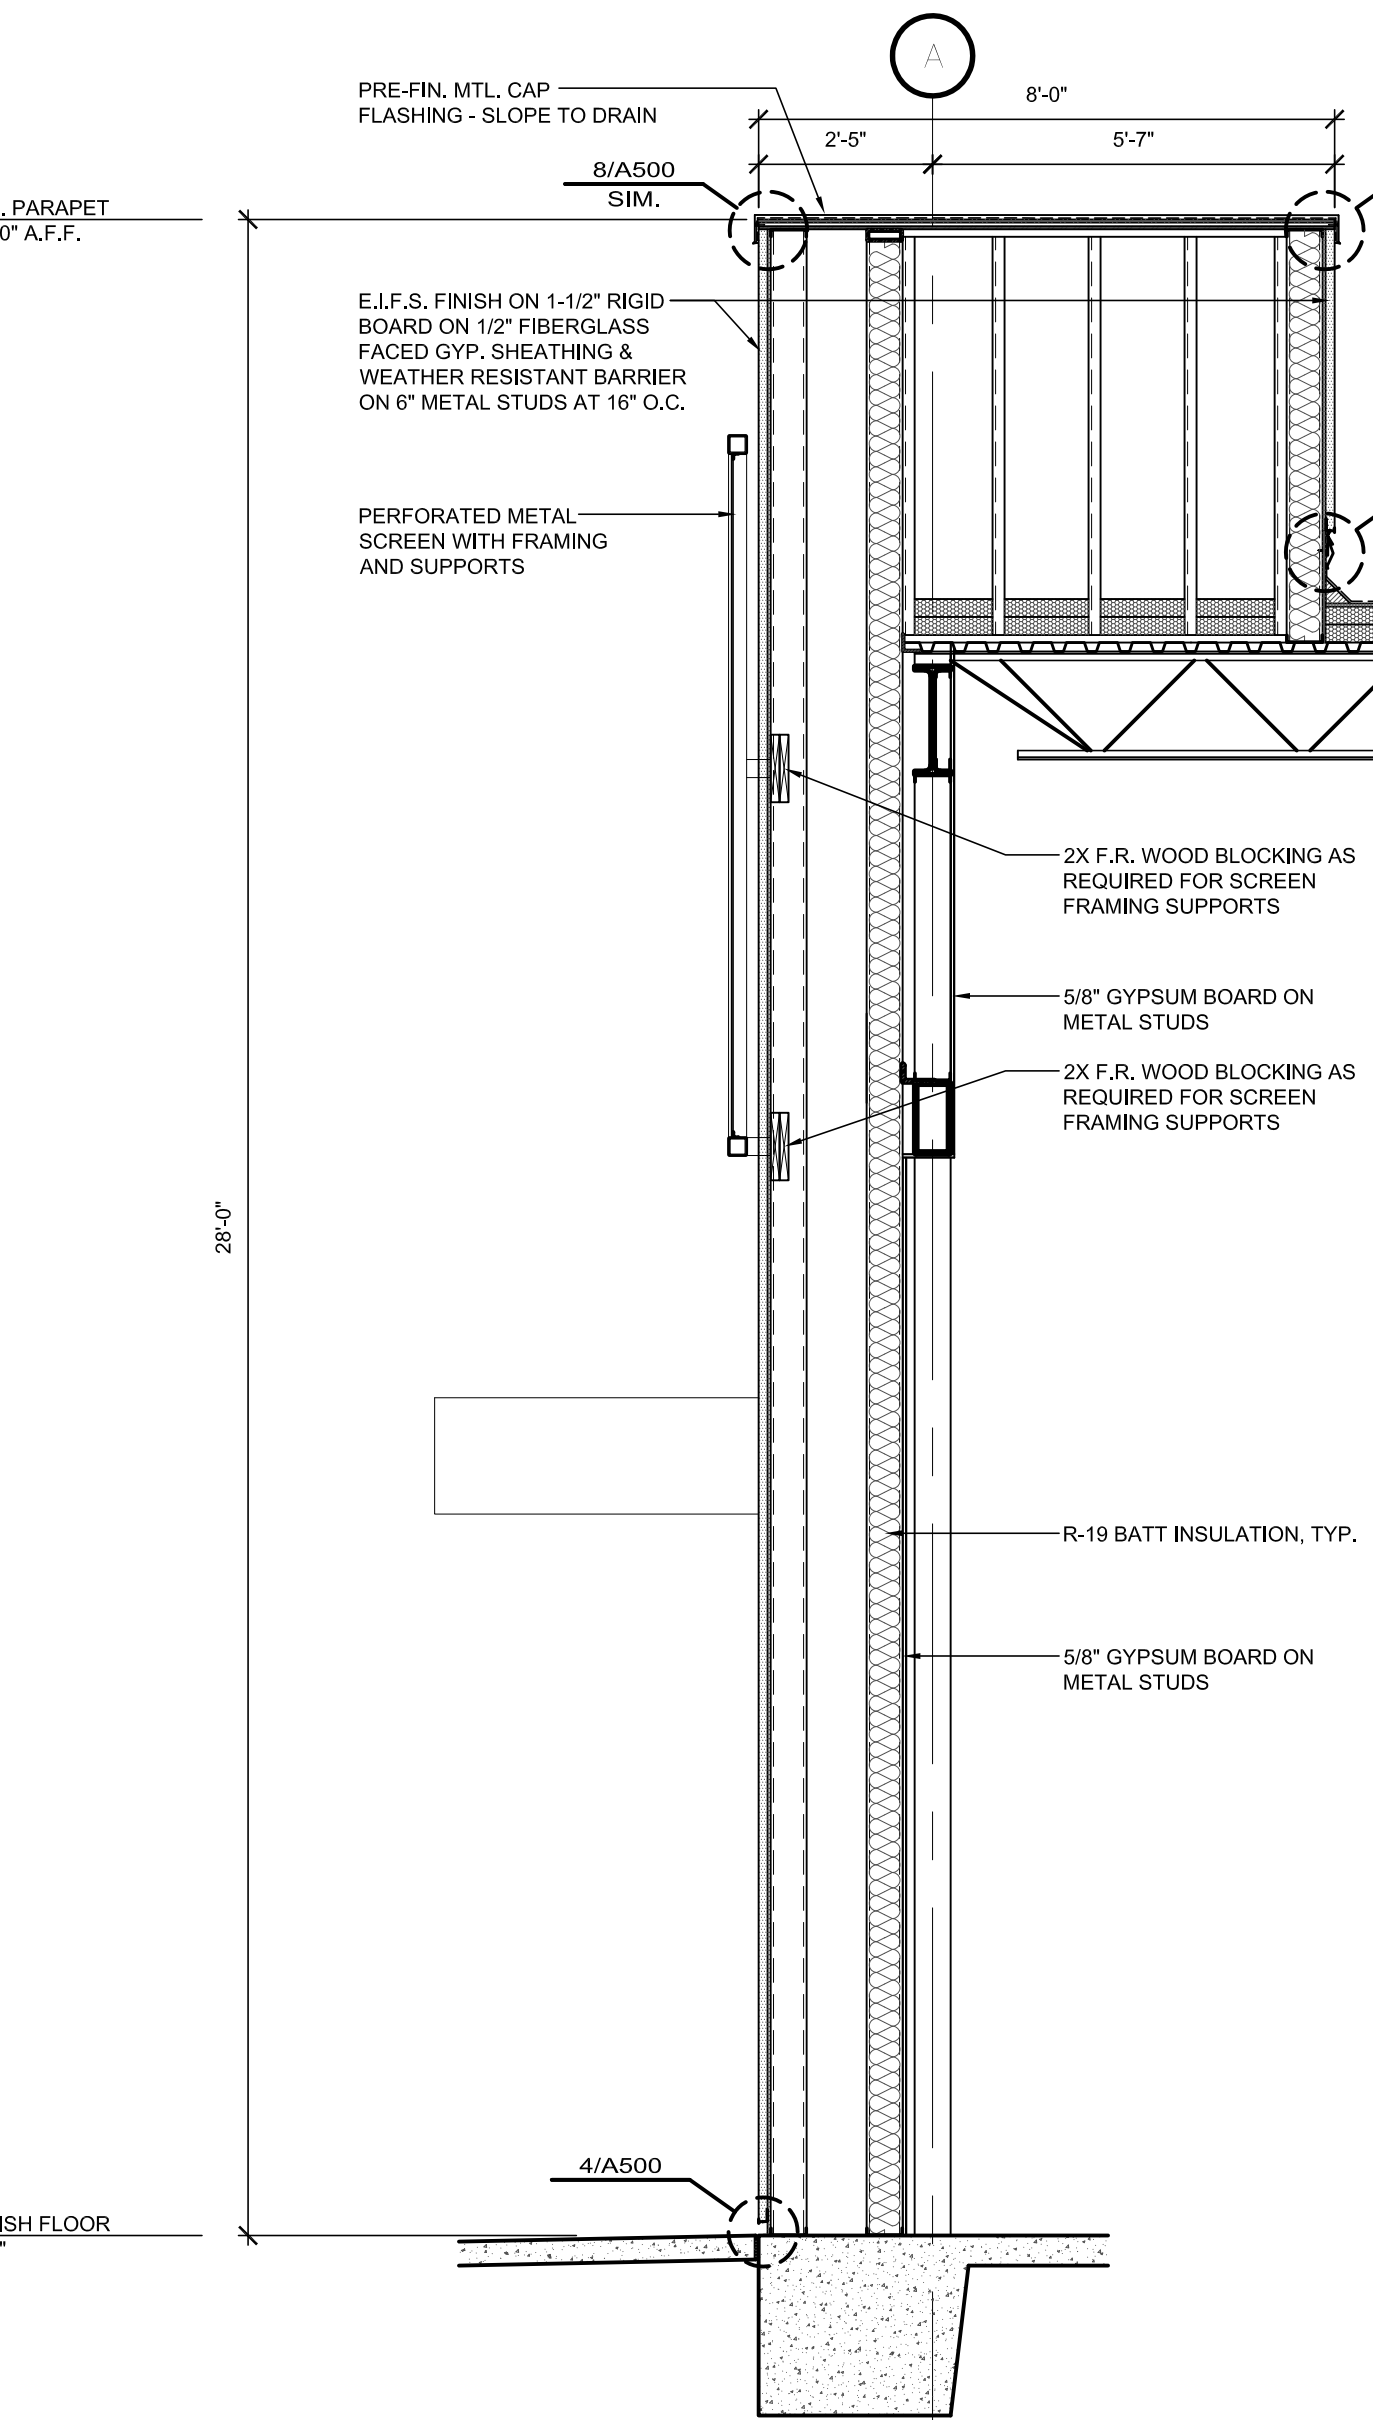 A
PRE-FIN. MTL. CAP
FLASHING - SLOPE TO DRAIN
8'-0"
2'-5"
5'-7"
8/A500
SIM.
. PARAPET
0" A.F.F.
E.I.F.S. FINISH ON 1-1/2" RIGID
BOARD ON 1/2" FIBERGLASS
FACED GYP. SHEATHING &
WEATHER RESISTANT BARRIER
ON 6" METAL STUDS AT 16" O.C.
PERFORATED METAL
SCREEN WITH FRAMING
AND SUPPORTS
2X F.R. WOOD BLOCKING AS
REQUIRED FOR SCREEN
FRAMING SUPPORTS
5/8" GYPSUM BOARD ON
METAL STUDS
2X F.R. WOOD BLOCKING AS
REQUIRED FOR SCREEN
FRAMING SUPPORTS
28'-0"
R-19 BATT INSULATION, TYP.
5/8" GYPSUM BOARD ON
METAL STUDS
4/A500
ISH FLOOR
"